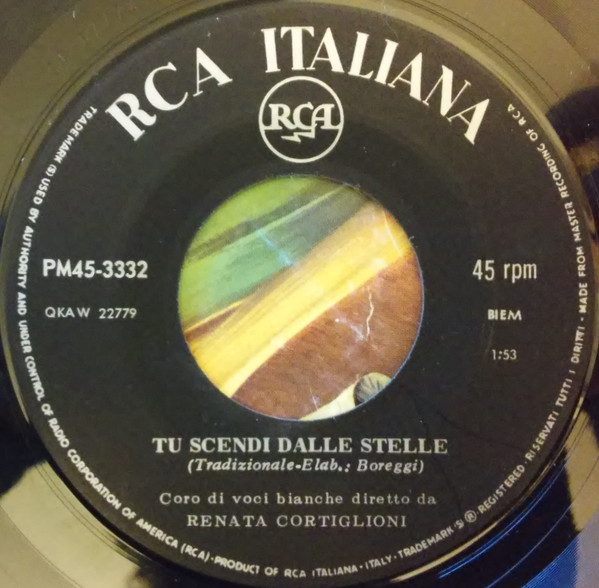 RCA ITALIANA
RCA
PM45-3332
QKAW 22779
45 rpm
BIEM
1:53
TU SCENDI DALLE STELLE
(Tradizionale-Elab.: Boreggi)
Coro di voci bianche diretto da
RENATA CORTIGLIONI
TRADEMARK (S) USED BY AUTHORITY AND UNDER CONTROL OF RADIO CORPORATION OF AMERICA (RCA) · PRODUCT OF RCA ITALIANA · ITALY · TRADEMARK · S ® REGISTERED · RISERVATI TUTTI I DIRITTI · MADE FROM MASTER RECORDING OF RCA